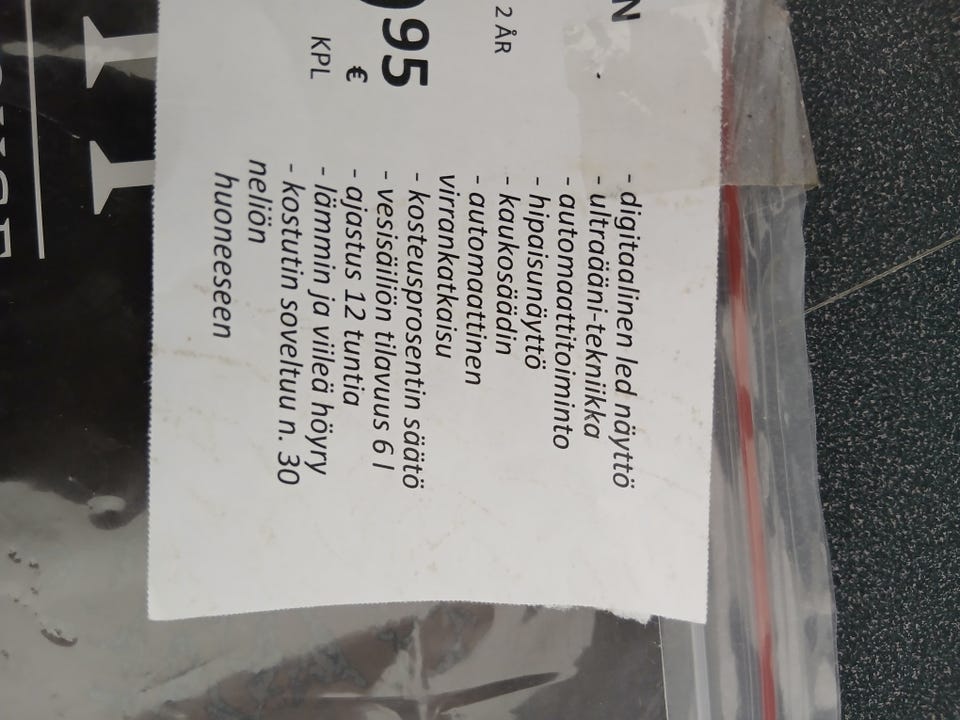 N
2 ÅR
95
€
KPL
- digitaalinen led näyttö
- ultraääni-tekniikka
- automaattitoiminto
- hipaisunäyttö
- kaukosäädin
- automaattinen
virrankatkaisu
- kosteusprosentin säätö
- vesisäiliön tilavuus 6 l
- ajastus 12 tuntia
- lämmin ja viileä höyry
- kostutin soveltuu n. 30
neliön
huoneeseen